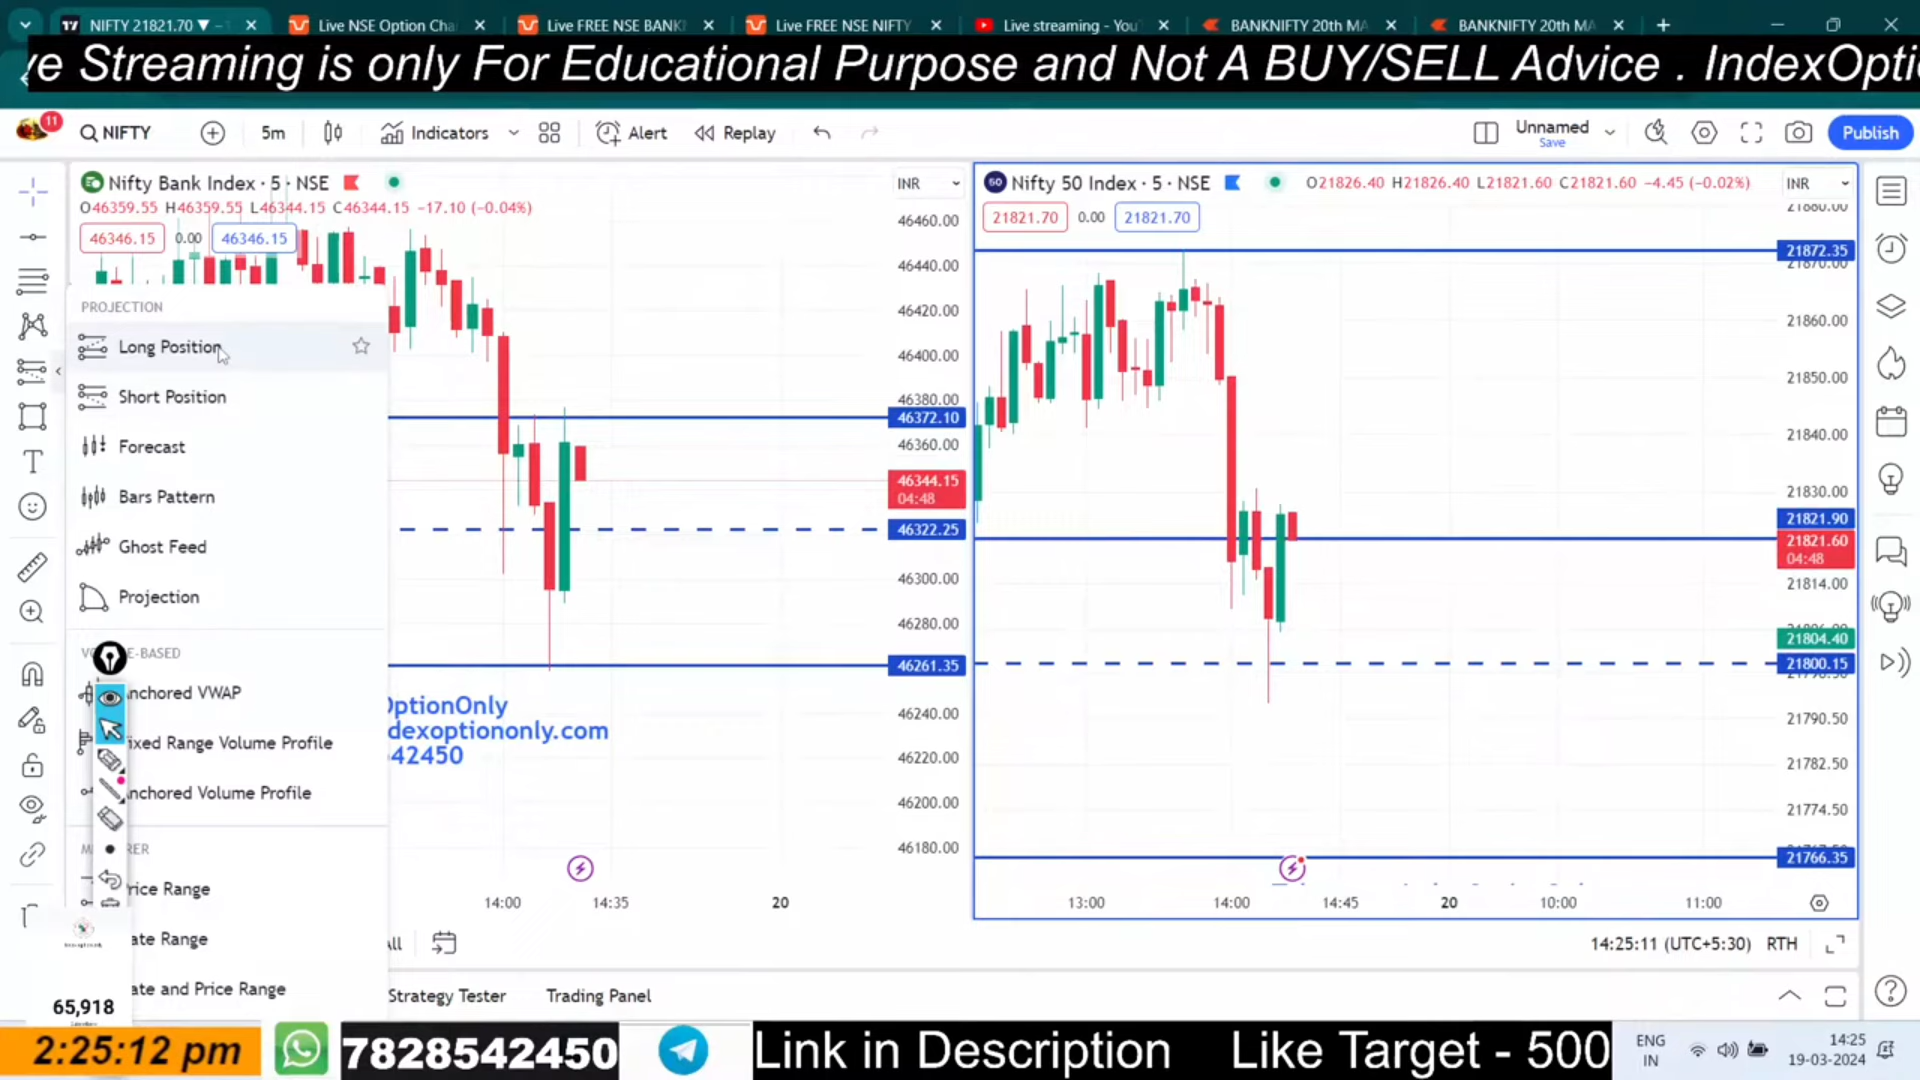 NIFTY 21821.70 ▼
Live NSE Option Cha
Live FREE NSE BANK
Live FREE NSE NIFTY
Live streaming - You
BANKNIFTY 20th MA
BANKNIFTY 20th MA
ve Streaming is only For Educational Purpose and Not A BUY/SELL Advice . IndexOpti
11
NIFTY
5m
Indicators
Alert
Replay
Unnamed
Save
Publish
Nifty Bank Index · 5 · NSE
INR
O46359.55 H46359.55 L46344.15 C46344.15 −17.10 (−0.04%)
46346.15
0.00
46346.15
PROJECTION
Long Position
Short Position
Forecast
Bars Pattern
Ghost Feed
Projection
nchored VWAP
ixed Range Volume Profile
nchored Volume Profile
rice Range
ate Range
ate and Price Range
46460.00
46440.00
46420.00
46400.00
46380.00
46372.10
46360.00
46344.15
04:48
46322.25
46300.00
46280.00
46261.35
46240.00
46220.00
46200.00
46180.00
OptionOnly
dexoptiononly.com
42450
14:00
14:35
20
Nifty 50 Index · 5 · NSE
O21826.40 H21826.40 L21821.60 C21821.60 −4.45 (−0.02%)
INR
21821.70
0.00
21821.70
21880.00
21872.35
21870.00
21860.00
21850.00
21840.00
21830.00
21821.90
21821.60
04:48
21814.00
21804.40
21800.15
21790.50
21782.50
21774.50
21766.35
13:00
14:00
14:45
20
10:00
11:00
14:25:11 (UTC+5:30)
RTH
Strategy Tester
Trading Panel
65,918
2:25:12 pm
7828542450
Link in Description
Like Target - 500
ENG
IN
14:25
19-03-2024